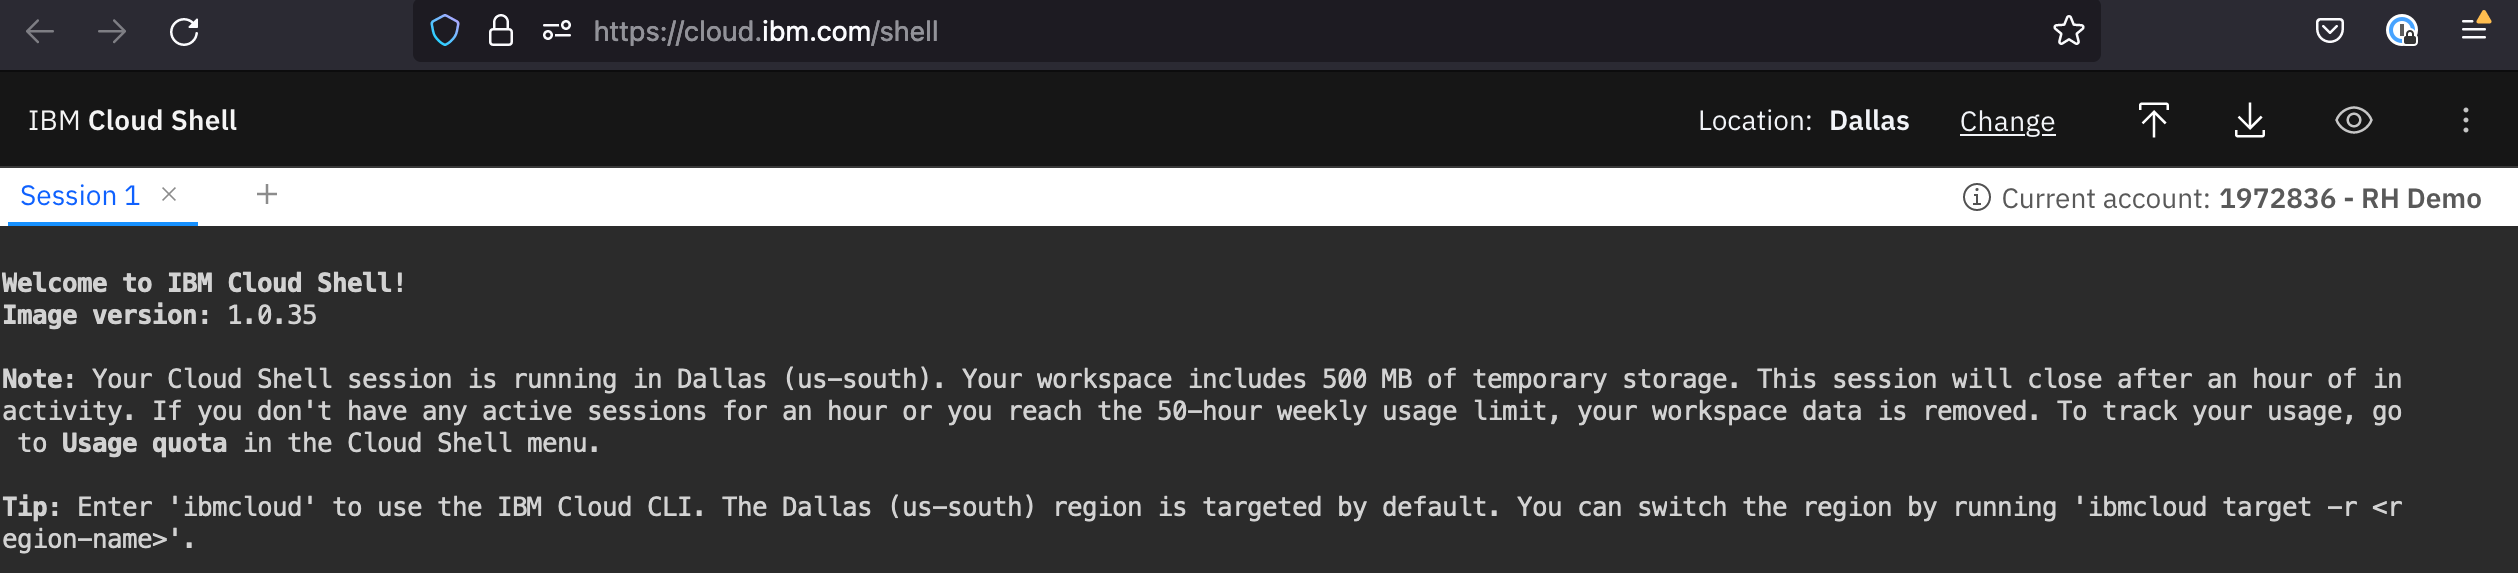 https://cloud.ibm.com/shell
IBM Cloud Shell
Location: Dallas Change
Session 1
Current account: 1972836 - RH Demo
Welcome to IBM Cloud Shell!
Image version: 1.0.35
Note: Your Cloud Shell session is running in Dallas (us-south). Your workspace includes 500 MB of temporary storage. This session will close after an hour of in
activity. If you don't have any active sessions for an hour or you reach the 50-hour weekly usage limit, your workspace data is removed. To track your usage, go
to Usage quota in the Cloud Shell menu.
Tip: Enter 'ibmcloud' to use the IBM Cloud CLI. The Dallas (us-south) region is targeted by default. You can switch the region by running 'ibmcloud target -r <r
egion-name>'.